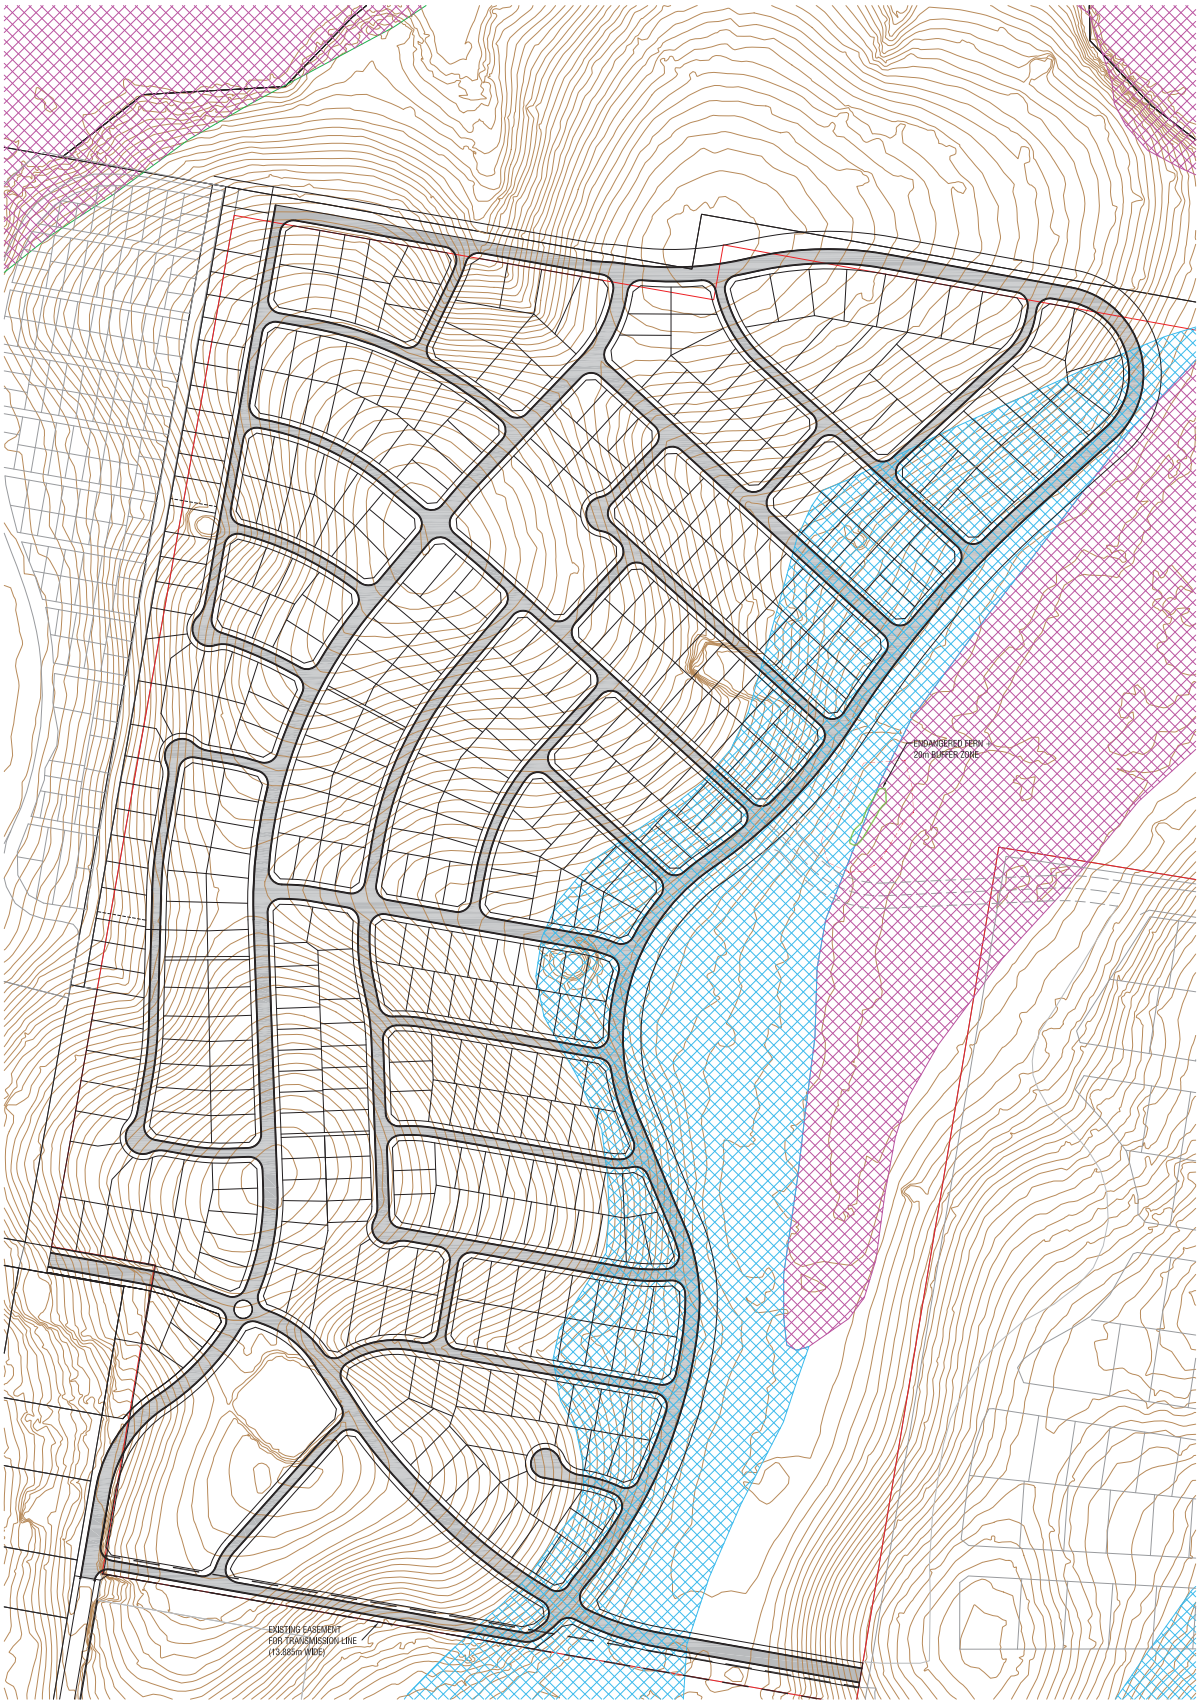 ENDANGERED FERN
20m BUFFER ZONE
EXISTING EASEMENT
FOR TRANSMISSION LINE
(13.885m WIDE)